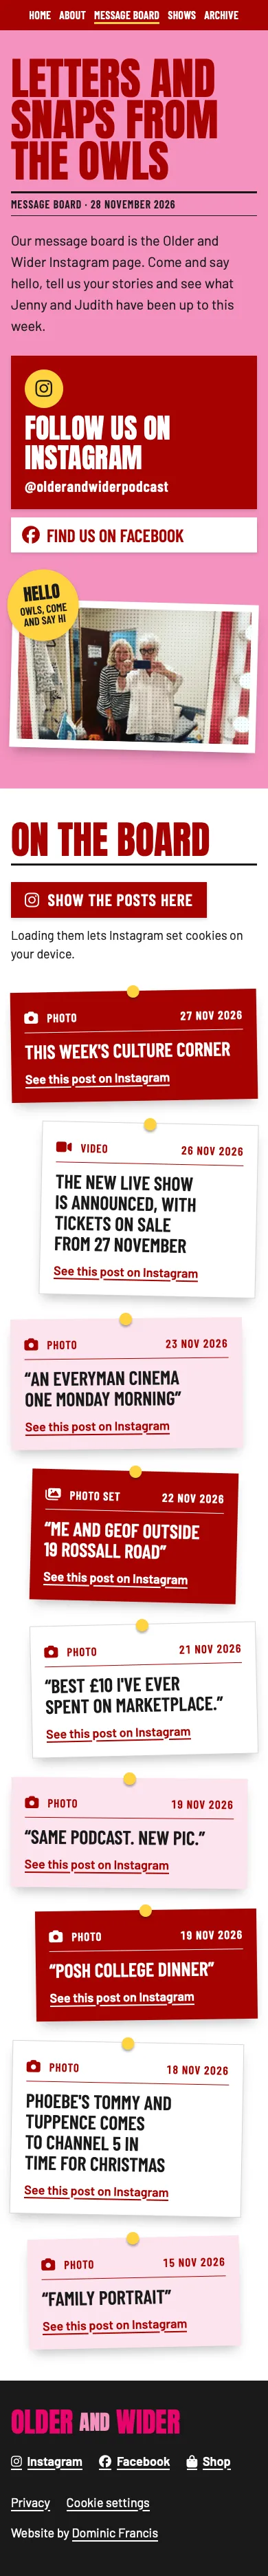 HOME ABOUT MESSAGE BOARD SHOWS ARCHIVE
LETTERS AND
SNAPS FROM
THE OWLS
MESSAGE BOARD · 28 NOVEMBER 2026
Our message board is the Older and
Wider Instagram page. Come and say
hello, tell us your stories and see what
Jenny and Judith have been up to this
week.
FOLLOW US ON
INSTAGRAM
@olderandwiderpodcast
FIND US ON FACEBOOK
HELLO
OWLS, COME
AND SAY HI
ON THE BOARD
SHOW THE POSTS HERE
Loading them lets Instagram set cookies on
your device.
PHOTO 27 NOV 2026
THIS WEEK'S CULTURE CORNER
See this post on Instagram
VIDEO 26 NOV 2026
THE NEW LIVE SHOW
IS ANNOUNCED, WITH
TICKETS ON SALE
FROM 27 NOVEMBER
See this post on Instagram
PHOTO 23 NOV 2026
“AN EVERYMAN CINEMA
ONE MONDAY MORNING”
See this post on Instagram
PHOTO SET 22 NOV 2026
“ME AND GEOF OUTSIDE
19 ROSSALL ROAD”
See this post on Instagram
PHOTO 21 NOV 2026
“BEST £10 I'VE EVER
SPENT ON MARKETPLACE.”
See this post on Instagram
PHOTO 19 NOV 2026
“SAME PODCAST. NEW PIC.”
See this post on Instagram
PHOTO 19 NOV 2026
“POSH COLLEGE DINNER”
See this post on Instagram
PHOTO 18 NOV 2026
PHOEBE'S TOMMY AND
TUPPENCE COMES
TO CHANNEL 5 IN
TIME FOR CHRISTMAS
See this post on Instagram
PHOTO 15 NOV 2026
“FAMILY PORTRAIT”
See this post on Instagram
OLDER AND WIDER
Instagram Facebook Shop
Privacy Cookie settings
Website by Dominic Francis